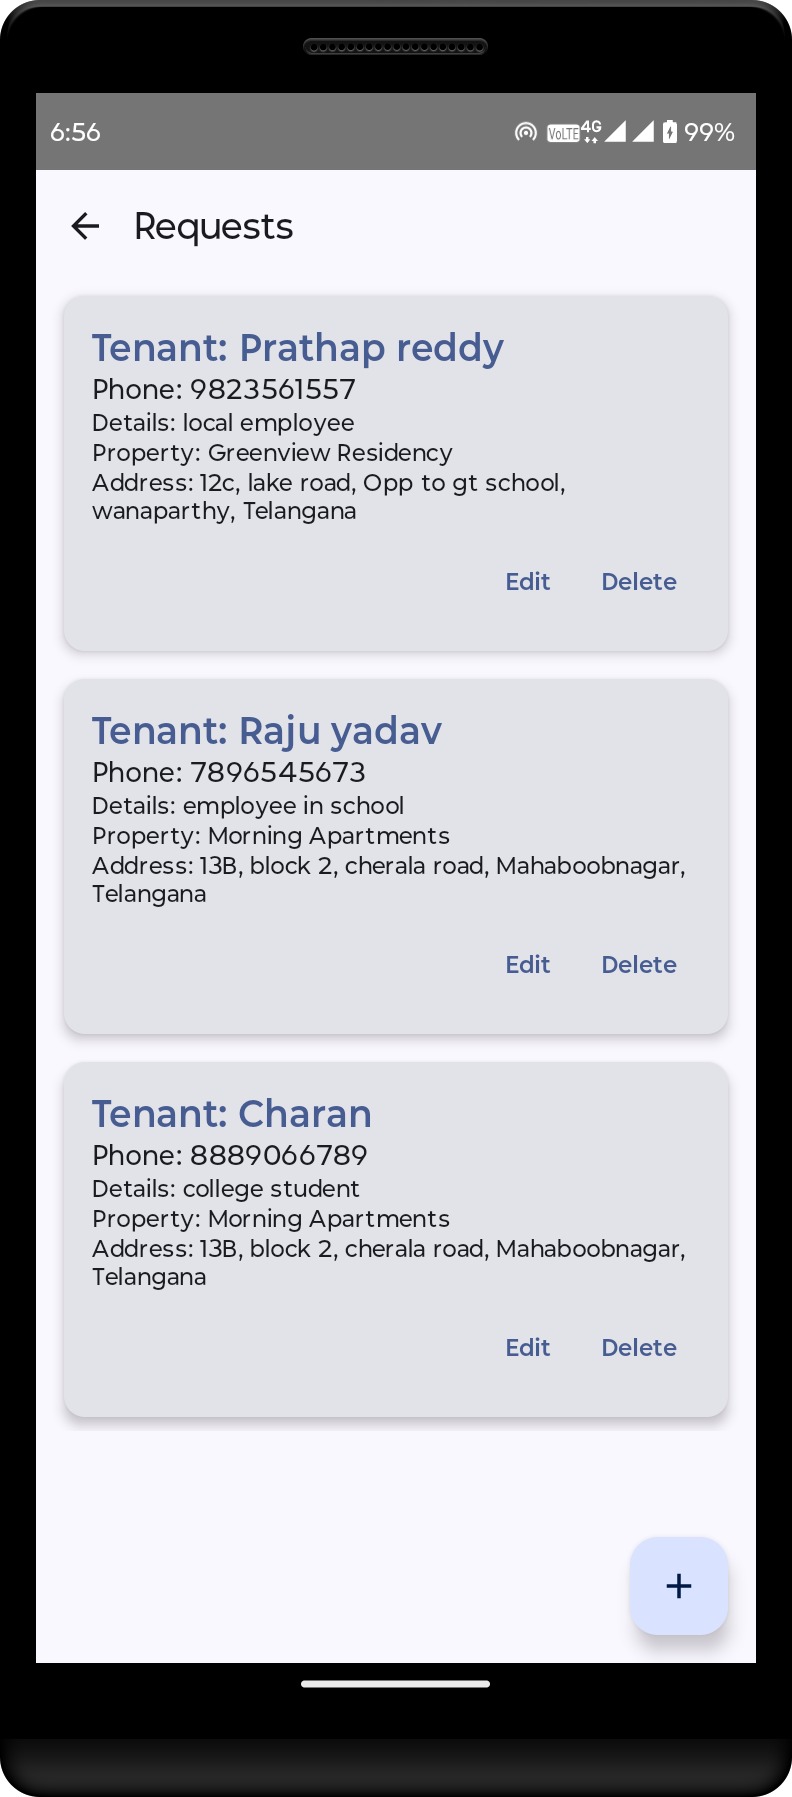 6:56
VoLTE 4G 99%
Requests
Tenant: Prathap reddy
Phone: 9823561557
Details: local employee
Property: Greenview Residency
Address: 12c, lake road, Opp to gt school,
wanaparthy, Telangana
Edit Delete
Tenant: Raju yadav
Phone: 7896545673
Details: employee in school
Property: Morning Apartments
Address: 13B, block 2, cherala road, Mahaboobnagar,
Telangana
Edit Delete
Tenant: Charan
Phone: 8889066789
Details: college student
Property: Morning Apartments
Address: 13B, block 2, cherala road, Mahaboobnagar,
Telangana
Edit Delete
+